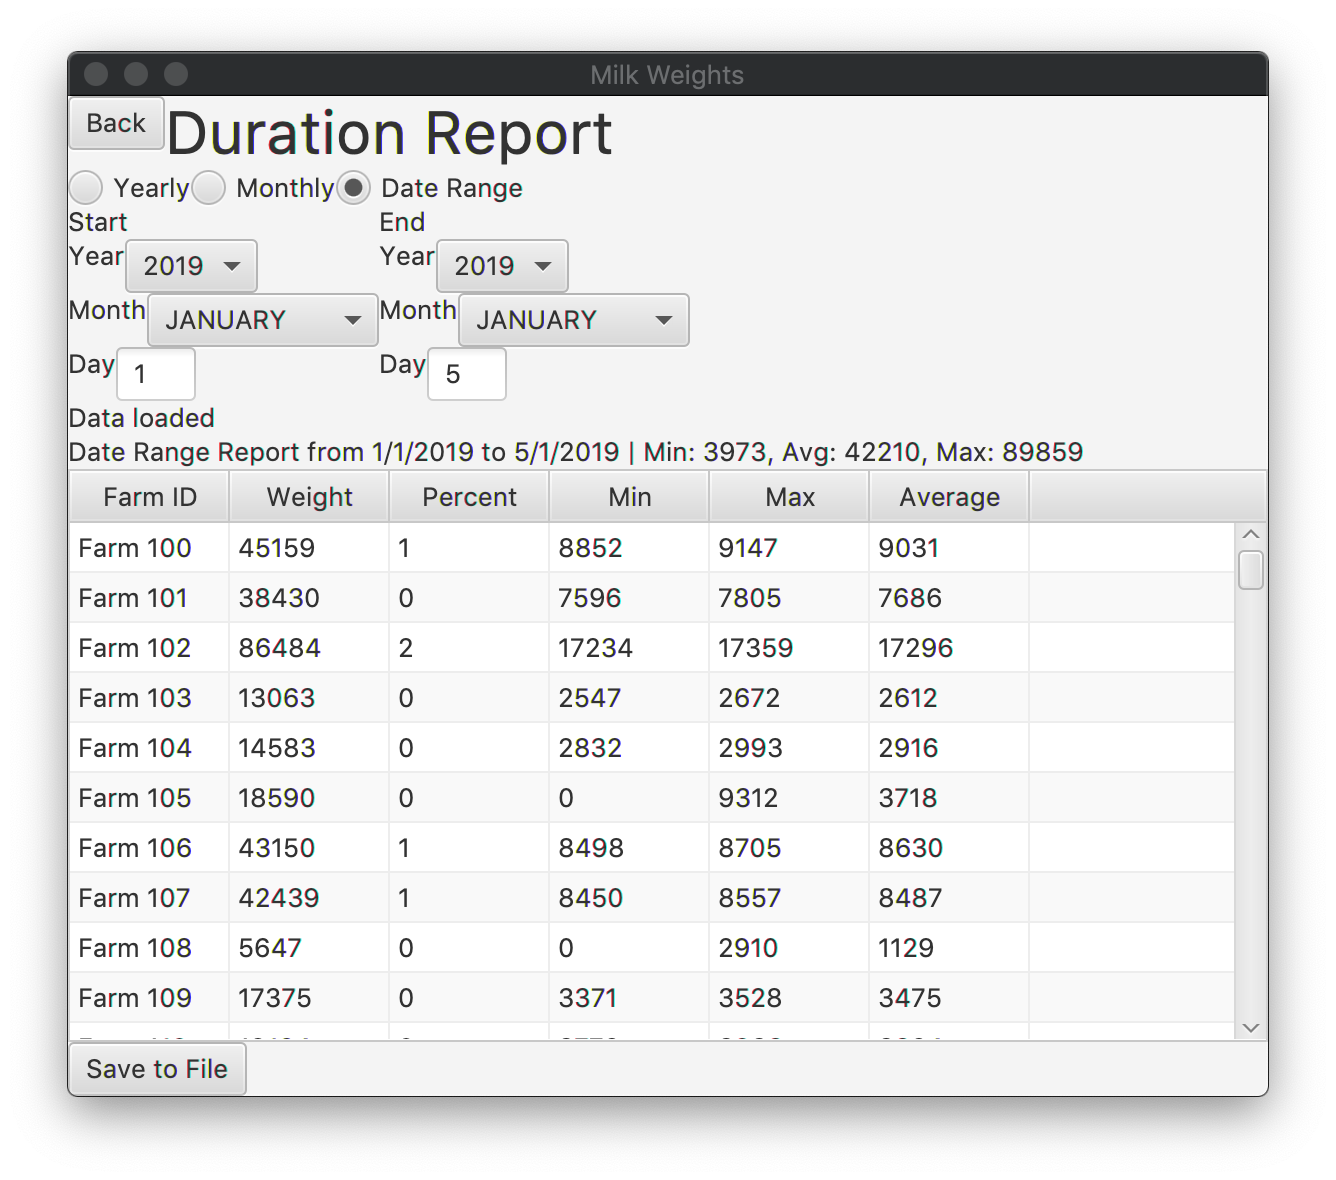 Milk Weights
Back Duration Report
Yearly Monthly Date Range
Start End
Year 2019 Year 2019
Month JANUARY Month JANUARY
Day 1 Day 5
Data loaded
Date Range Report from 1/1/2019 to 5/1/2019 | Min: 3973, Avg: 42210, Max: 89859
Farm ID Weight Percent Min Max Average
Farm 100 45159 1 8852 9147 9031
Farm 101 38430 0 7596 7805 7686
Farm 102 86484 2 17234 17359 17296
Farm 103 13063 0 2547 2672 2612
Farm 104 14583 0 2832 2993 2916
Farm 105 18590 0 0 9312 3718
Farm 106 43150 1 8498 8705 8630
Farm 107 42439 1 8450 8557 8487
Farm 108 5647 0 0 2910 1129
Farm 109 17375 0 3371 3528 3475
Save to File